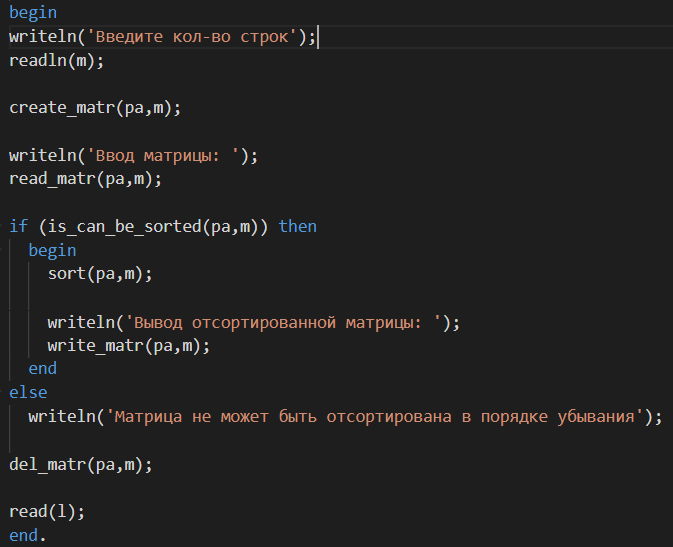 begin
writeln('Введите кол-во строк');
readln(m);
create_matr(pa,m);
writeln('Ввод матрицы: ');
read_matr(pa,m);
if (is_can_be_sorted(pa,m)) then
begin
sort(pa,m);
writeln('Вывод отсортированной матрицы: ');
write_matr(pa,m);
end
else
writeln('Матрица не может быть отсортирована в порядке убывания');
del_matr(pa,m);
read(l);
end.